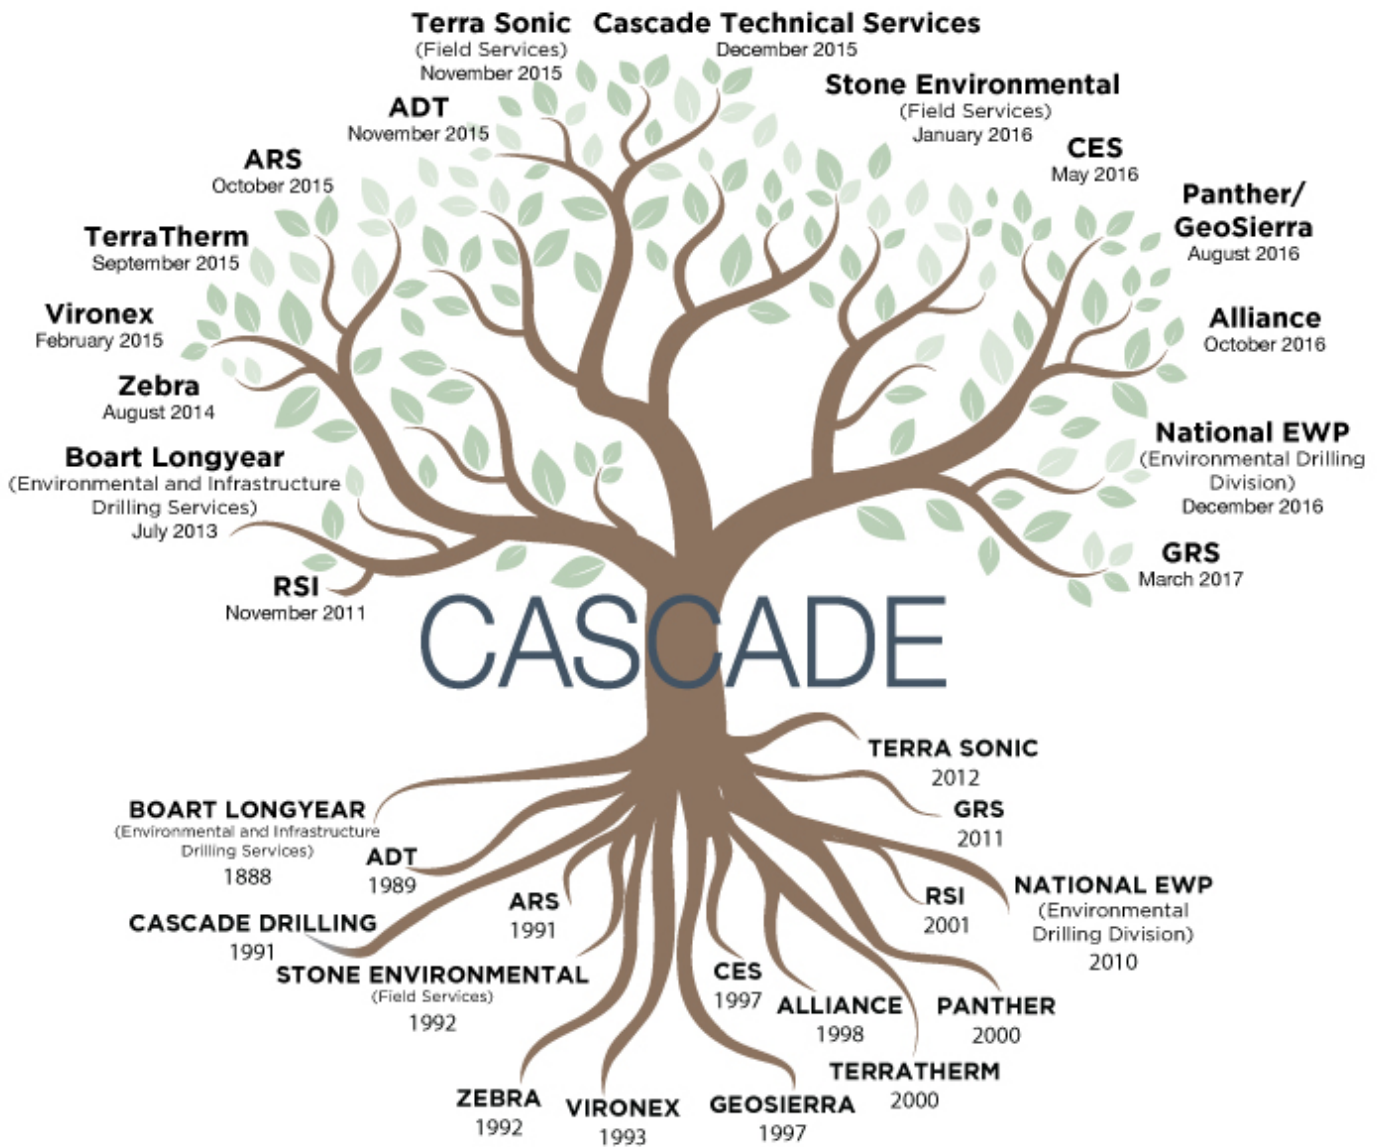 Terra Sonic
(Field Services)
November 2015
Cascade Technical Services
December 2015
Stone Environmental
(Field Services)
January 2016
ADT
November 2015
CES
May 2016
ARS
October 2015
Panther/
GeoSierra
August 2016
TerraTherm
September 2015
Vironex
February 2015
Alliance
October 2016
Zebra
August 2014
National EWP
(Environmental Drilling
Division)
December 2016
Boart Longyear
(Environmental and Infrastructure
Drilling Services)
July 2013
GRS
March 2017
RSI
November 2011
CASCADE
TERRA SONIC
2012
BOART LONGYEAR
(Environmental and Infrastructure
Drilling Services)
1888
GRS
2011
ADT
1989
NATIONAL EWP
(Environmental
Drilling Division)
2010
RSI
2001
ARS
1991
CASCADE DRILLING
1991
STONE ENVIRONMENTAL
(Field Services)
1992
CES
1997
ALLIANCE
1998
PANTHER
2000
TERRATHERM
2000
ZEBRA
1992
VIRONEX
1993
GEOSIERRA
1997